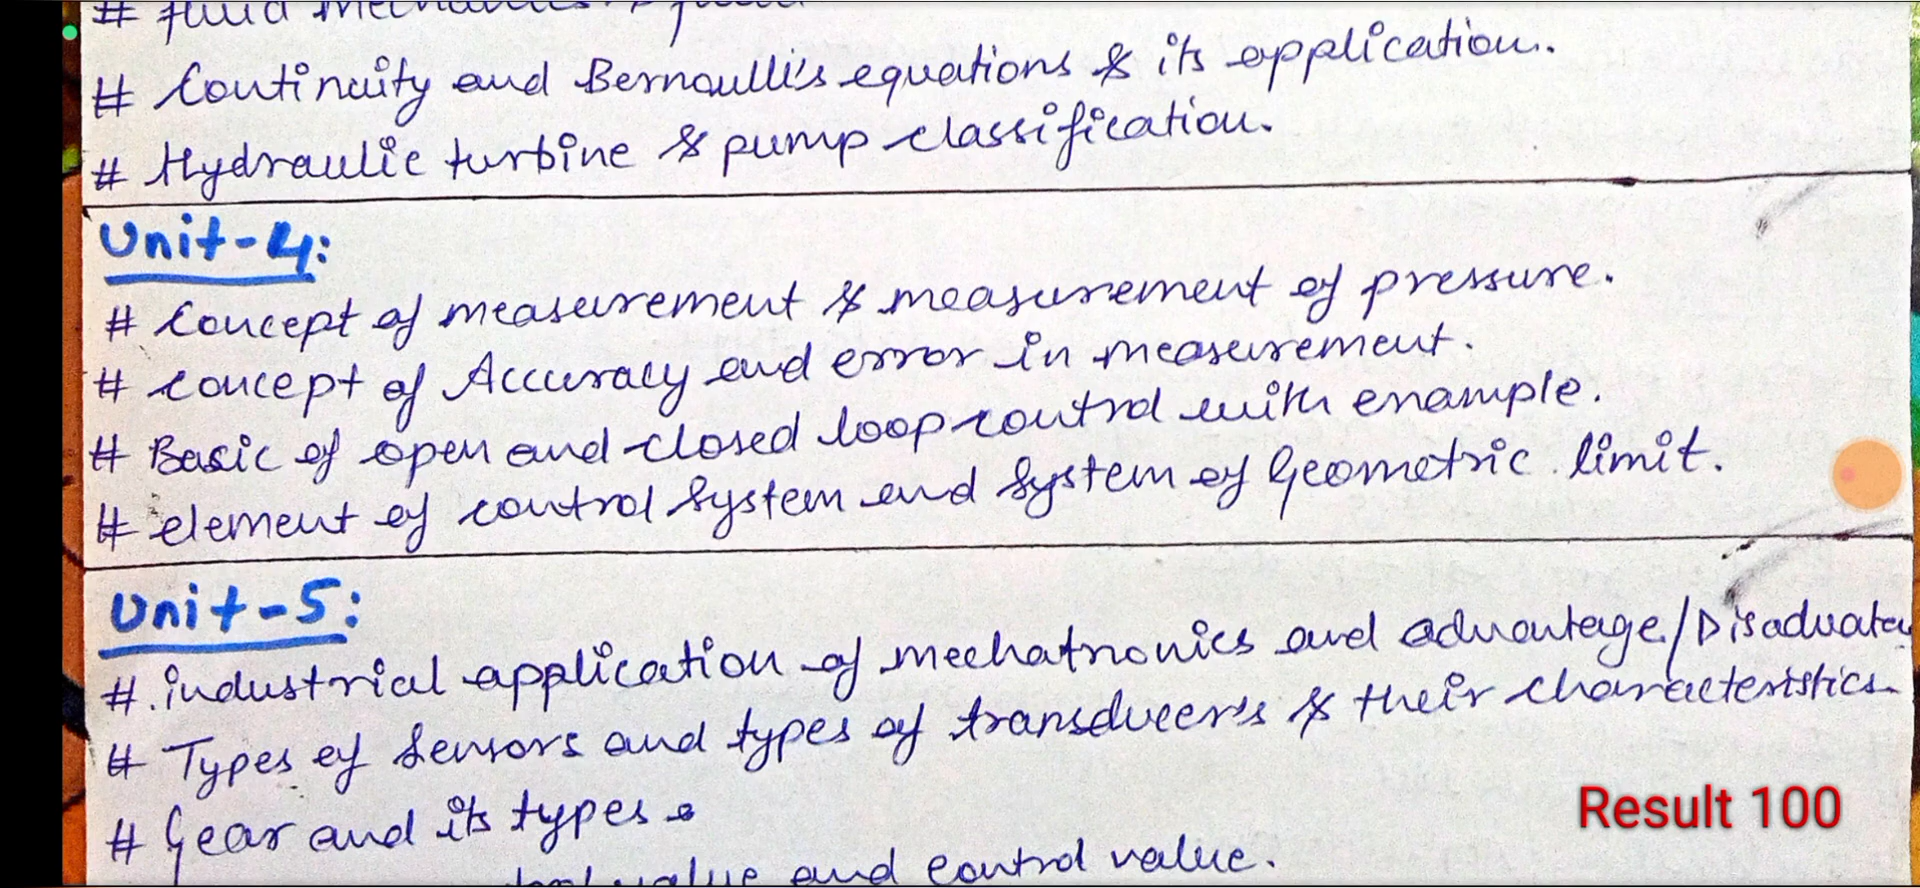 # fluid
# Continuity and Bernoulli's equations & its application.
# Hydraulic turbine & pump classification.
Unit-4:
# Concept of measurement & measurement of pressure.
# concept of Accuracy and error in measurement.
# Basic of open and closed loop control with example.
# element of control system and system of Geometric limit.
Unit-5:
#. industrial application of mechatronics and advantage/Disadvantag
# Types of sensors and types of transducer's & their characteristics.
# Gear and its types.
Result 100
and control value.